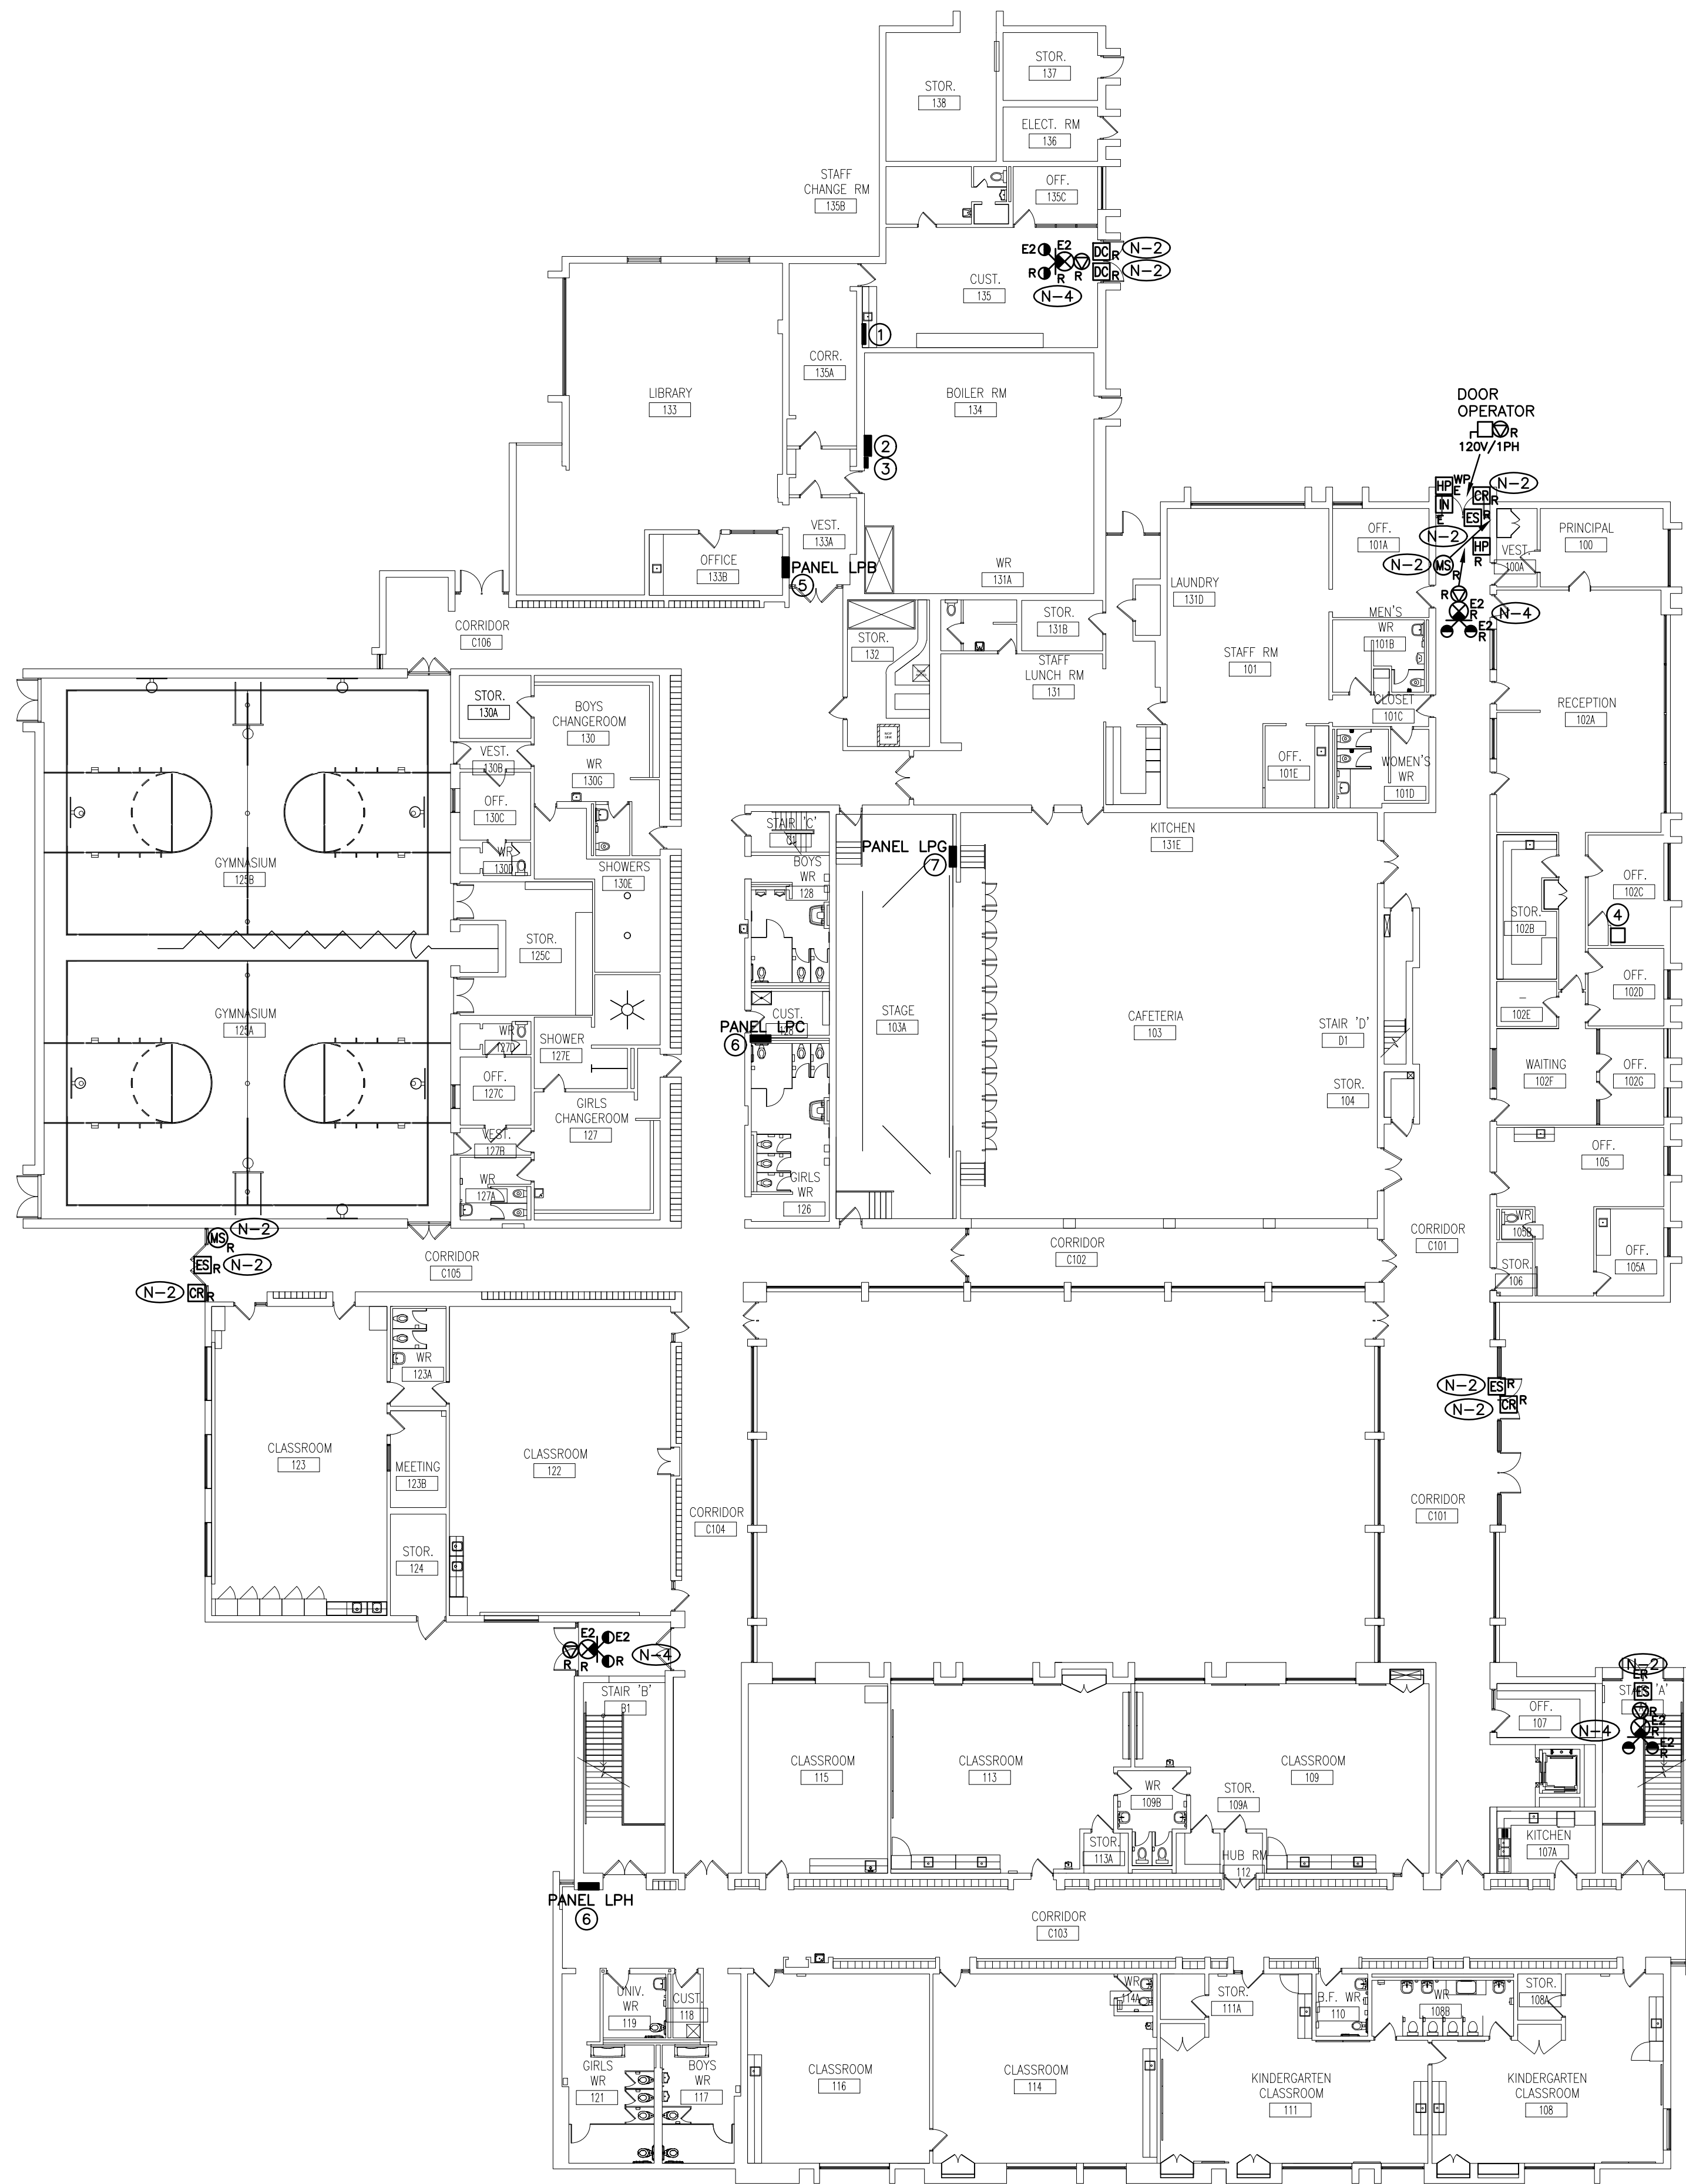 STOR.
137
STOR.
138
ELECT. RM
136
STAFF
CHANGE RM
135B
OFF.
135C
E2
E2
R
R
R
DC
R
N-2
DC
R
N-2
CUST.
135
N-4
1
CORR.
135A
LIBRARY
133
BOILER RM
134
2
3
DOOR
OPERATOR
R
120V/1PH
HP
WP
E
IN
E
CR
R
N-2
ES
R
N-2
HP
R
N-2
MS
R
VEST.
100A
PRINCIPAL
100
OFF.
101A
VEST.
133A
OFFICE
133B
PANEL LPB
5
WR
131A
LAUNDRY
131D
R
E2
R
N-4
E2
R
MEN'S
WR
101B
CORRIDOR
C106
STOR.
132
STOR.
131B
STAFF
LUNCH RM
131
STAFF RM
101
CLOSET
101C
RECEPTION
102A
STOR.
130A
BOYS
CHANGEROOM
130
VEST.
130B
WR
130G
OFF.
130C
OFF.
101E
WOMEN'S
WR
101D
GYMNASIUM
125B
WR
130D
SHOWERS
130E
STAIR 'C'
C1
BOYS
WR
128
PANEL LPG
7
KITCHEN
131E
STOR.
125C
STOR.
102B
OFF.
102C
4
OFF.
102D
102E
GYMNASIUM
125A
WR
127D
SHOWER
127E
CUST.
128
PANEL LPC
6
STAGE
103A
CAFETERIA
103
STAIR 'D'
D1
OFF.
127C
GIRLS
CHANGEROOM
127
STOR.
104
WAITING
102F
OFF.
102G
VEST.
127B
WR
127A
GIRLS
WR
126
OFF.
105
WR
105B
MS
R
N-2
ES
R
N-2
N-2
CR
R
CORRIDOR
C105
CORRIDOR
C102
CORRIDOR
C101
STOR.
106
OFF.
105A
WR
123A
N-2
ES
R
N-2
CR
R
CLASSROOM
123
MEETING
123B
CLASSROOM
122
CORRIDOR
C104
CORRIDOR
C101
STOR.
124
E2
E2
R
R
R
N-4
STAIR 'B'
B1
N-2
ES
STAIR 'A'
R
E2
R
N-4
E2
R
OFF.
107
CLASSROOM
115
CLASSROOM
113
WR
109B
CLASSROOM
109
STOR.
109A
STOR.
113A
HUB RM
112
KITCHEN
107A
PANEL LPH
6
CORRIDOR
C103
UNIV.
WR
119
CUST.
118
WR
114A
STOR.
111A
B.F. WR
110
WR
108B
STOR.
108A
GIRLS
WR
121
BOYS
WR
117
CLASSROOM
116
CLASSROOM
114
KINDERGARTEN
CLASSROOM
111
KINDERGARTEN
CLASSROOM
108